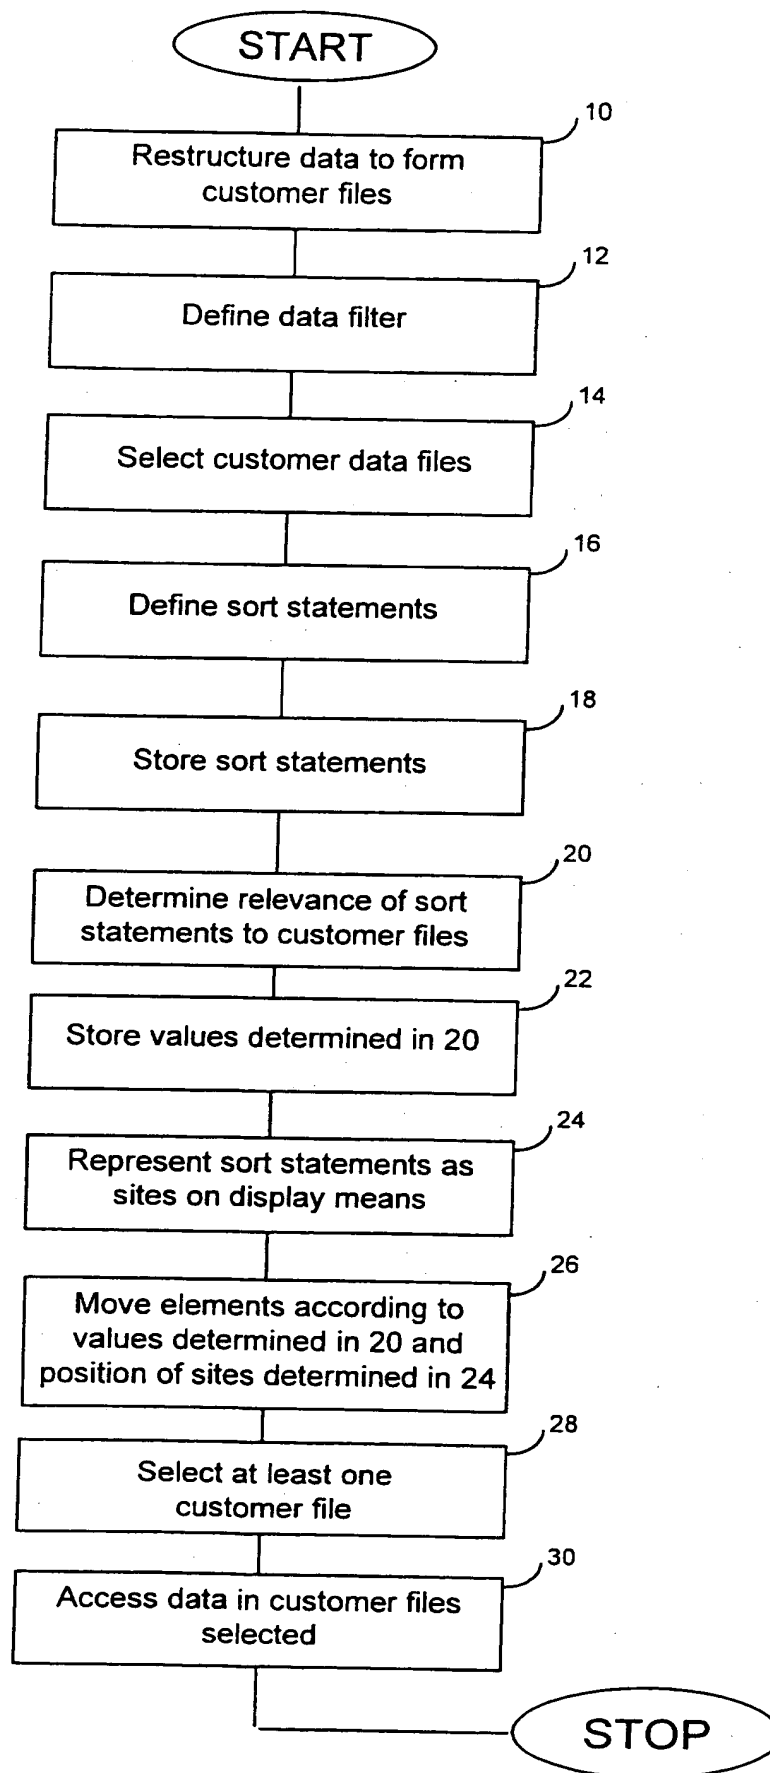 START
10
Restructure data to form
customer files
12
Define data filter
14
Select customer data files
16
Define sort statements
18
Store sort statements
20
Determine relevance of sort
statements to customer files
22
Store values determined in 20
24
Represent sort statements as
sites on display means
26
Move elements according to
values determined in 20 and
position of sites determined in 24
28
Select at least one
customer file
30
Access data in customer files
selected
STOP